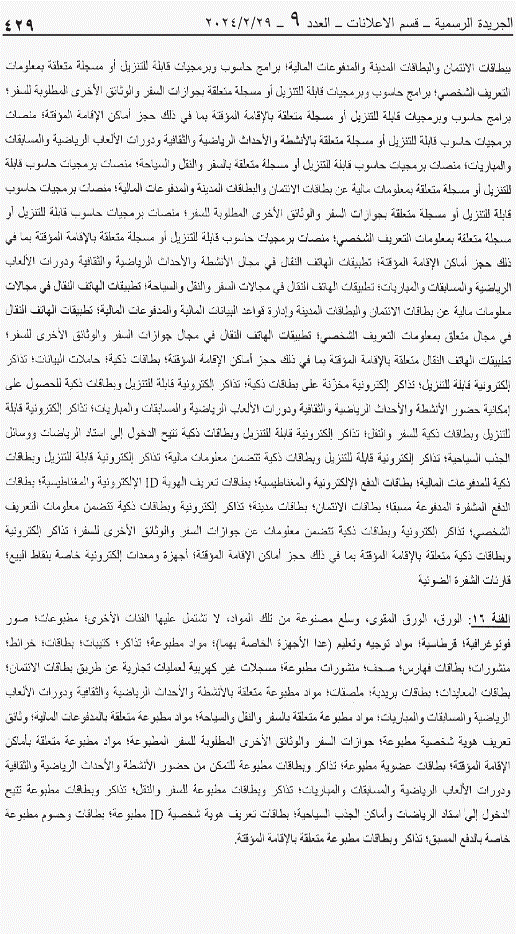 الجريدة الرسمية ــ قسم الاعلانات ــ العدد ٩ ــ ٢٠٢٤/٢/٢٩ ٤٢٩
ببطاقات الائتمان والبطاقات المدينة والمدفوعات المالية؛ برامج حاسوب وبرمجيات قابلة للتنزيل أو مسجلة متعلقة بمعلومات
التعريف الشخصي؛ برامج حاسوب وبرمجيات قابلة للتنزيل أو مسجلة متعلقة بجوازات السفر والوثائق الأخرى المطلوبة للسفر؛
برامج حاسوب وبرمجيات قابلة للتنزيل أو مسجلة متعلقة بالإقامة المؤقتة بما في ذلك حجز أماكن الإقامة المؤقتة؛ منصات
برمجيات حاسوب قابلة للتنزيل أو مسجلة متعلقة بالأنشطة والأحداث الرياضية والثقافية ودورات الألعاب الرياضية والمسابقات
والمباريات؛ منصات برمجيات حاسوب قابلة للتنزيل أو مسجلة متعلقة بالسفر والنقل والسياحة؛ منصات برمجيات حاسوب قابلة
للتنزيل أو مسجلة متعلقة بمعلومات مالية عن بطاقات الائتمان والبطاقات المدينة والمدفوعات المالية؛ منصات برمجيات حاسوب
قابلة للتنزيل أو مسجلة متعلقة بجوازات السفر والوثائق الأخرى المطلوبة للسفر؛ منصات برمجيات حاسوب قابلة للتنزيل أو
مسجلة متعلقة بمعلومات التعريف الشخصي؛ منصات برمجيات حاسوب قابلة للتنزيل أو مسجلة متعلقة بالإقامة المؤقتة بما في
ذلك حجز أماكن الإقامة المؤقتة؛ تطبيقات الهاتف النقال في مجال الأنشطة والأحداث الرياضية والثقافية ودورات الألعاب
الرياضية والمسابقات والمباريات؛ تطبيقات الهاتف النقال في مجالات السفر والنقل والسياحة؛ تطبيقات الهاتف النقال في مجالات
معلومات مالية عن بطاقات الائتمان والبطاقات المدينة وإدارة قواعد البيانات المالية والمدفوعات المالية؛ تطبيقات الهاتف النقال
في مجال متعلق بمعلومات التعريف الشخصي؛ تطبيقات الهاتف النقال في مجال جوازات السفر والوثائق الأخرى للسفر؛
تطبيقات الهاتف النقال متعلقة بالإقامة المؤقتة بما في ذلك حجز أماكن الإقامة المؤقتة؛ بطاقات ذكية؛ حاملات البيانات؛ تذاكر
إلكترونية قابلة للتنزيل؛ تذاكر إلكترونية مخزّنة على بطاقات ذكية؛ تذاكر إلكترونية قابلة للتنزيل وبطاقات ذكية للحصول على
إمكانية حضور الأنشطة والأحداث الرياضية والثقافية ودورات الألعاب الرياضية والمسابقات والمباريات؛ تذاكر إلكترونية قابلة
للتنزيل وبطاقات ذكية للسفر والنقل؛ تذاكر إلكترونية قابلة للتنزيل وبطاقات ذكية تتيح الدخول إلى استاد الرياضات ووسائل
الجذب السياحية؛ تذاكر إلكترونية قابلة للتنزيل وبطاقات ذكية تتضمن معلومات مالية؛ تذاكر إلكترونية قابلة للتنزيل وبطاقات
ذكية للمدفوعات المالية؛ بطاقات الدفع الإلكترونية والمغناطيسية؛ بطاقات تعريف الهوية ID الإلكترونية والمغناطيسية؛ بطاقات
الدفع المشفرة المدفوعة مسبقا؛ بطاقات الائتمان؛ بطاقات مدينة؛ تذاكر إلكترونية وبطاقات ذكية تتضمن معلومات التعريف
الشخصي؛ تذاكر إلكترونية وبطاقات ذكية تتضمن معلومات عن جوازات السفر والوثائق الأخرى للسفر؛ تذاكر إلكترونية
وبطاقات ذكية متعلقة بالإقامة المؤقتة بما في ذلك حجز أماكن الإقامة المؤقتة؛ أجهزة ومعدات إلكترونية خاصة بنقاط البيع؛
قارئات الشفرة الضوئية
الفئة ١٦: الورق، الورق المقوى، وسلع مصنوعة من تلك المواد، لا تشتمل عليها الفئات الأخرى؛ مطبوعات؛ صور
فوتوغرافية؛ قرطاسية؛ مواد توجيه وتعليم (عدا الأجهزة الخاصة بهما)؛ مواد مطبوعة؛ تذاكر؛ كتيبات؛ بطاقات؛ خرائط؛
منشورات؛ بطاقات فهارس؛ صحف؛ منشورات مطبوعة؛ مسجلات غير كهربية لعمليات تجارية عن طريق بطاقات الائتمان؛
بطاقات المعايدات؛ بطاقات بريدية؛ ملصقات؛ مواد مطبوعة متعلقة بالأنشطة والأحداث الرياضية والثقافية ودورات الألعاب
الرياضية والمسابقات والمباريات؛ مواد مطبوعة متعلقة بالسفر والنقل والسياحة؛ مواد مطبوعة متعلقة بالمدفوعات المالية؛ وثائق
تعريف هوية شخصية مطبوعة؛ جوازات السفر والوثائق الأخرى المطلوبة للسفر المطبوعة؛ مواد مطبوعة متعلقة بأماكن
الإقامة المؤقتة؛ بطاقات عضوية مطبوعة؛ تذاكر وبطاقات مطبوعة للتمكن من حضور الأنشطة والأحداث الرياضية والثقافية
ودورات الألعاب الرياضية والمسابقات والمباريات؛ تذاكر وبطاقات مطبوعة للسفر والنقل؛ تذاكر وبطاقات مطبوعة تتيح
الدخول إلى استاد الرياضات وأماكن الجذب السياحية؛ بطاقات تعريف هوية شخصية ID مطبوعة؛ بطاقات وحسوم مطبوعة
خاصة بالدفع المسبق؛ تذاكر وبطاقات مطبوعة متعلقة بالإقامة المؤقتة.